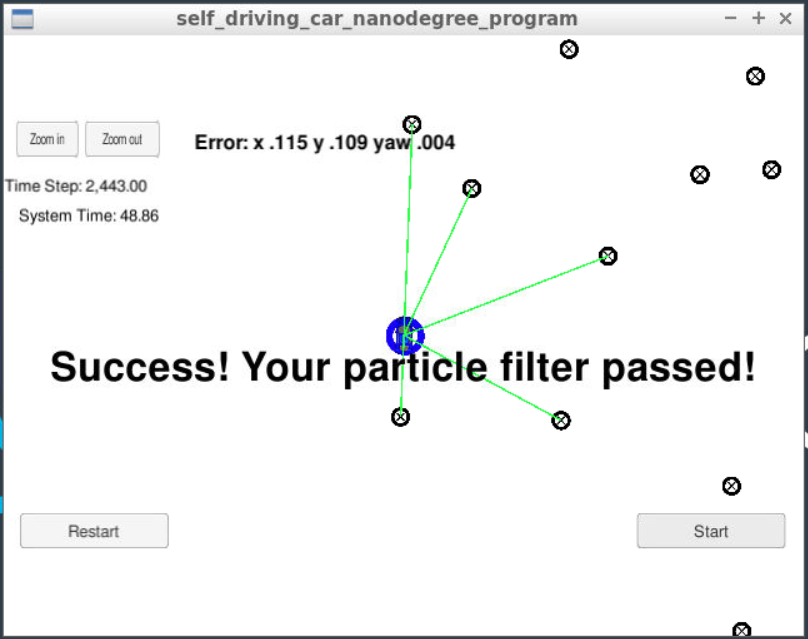 self_driving_car_nanodegree_program
Zoom in Zoom out
Error: x .115 y .109 yaw .004
Time Step: 2,443.00
System Time: 48.86
Success! Your particle filter passed!
Restart Start